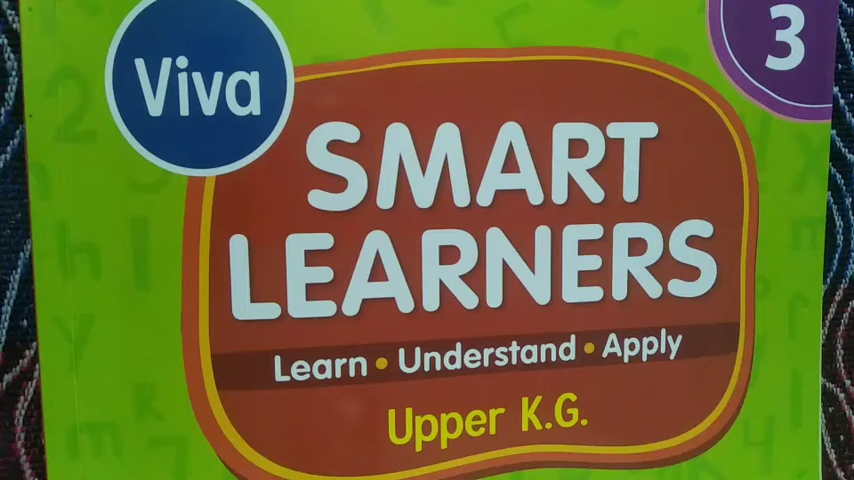 Viva
3
SMART
LEARNERS
Learn • Understand • Apply
Upper K.G.